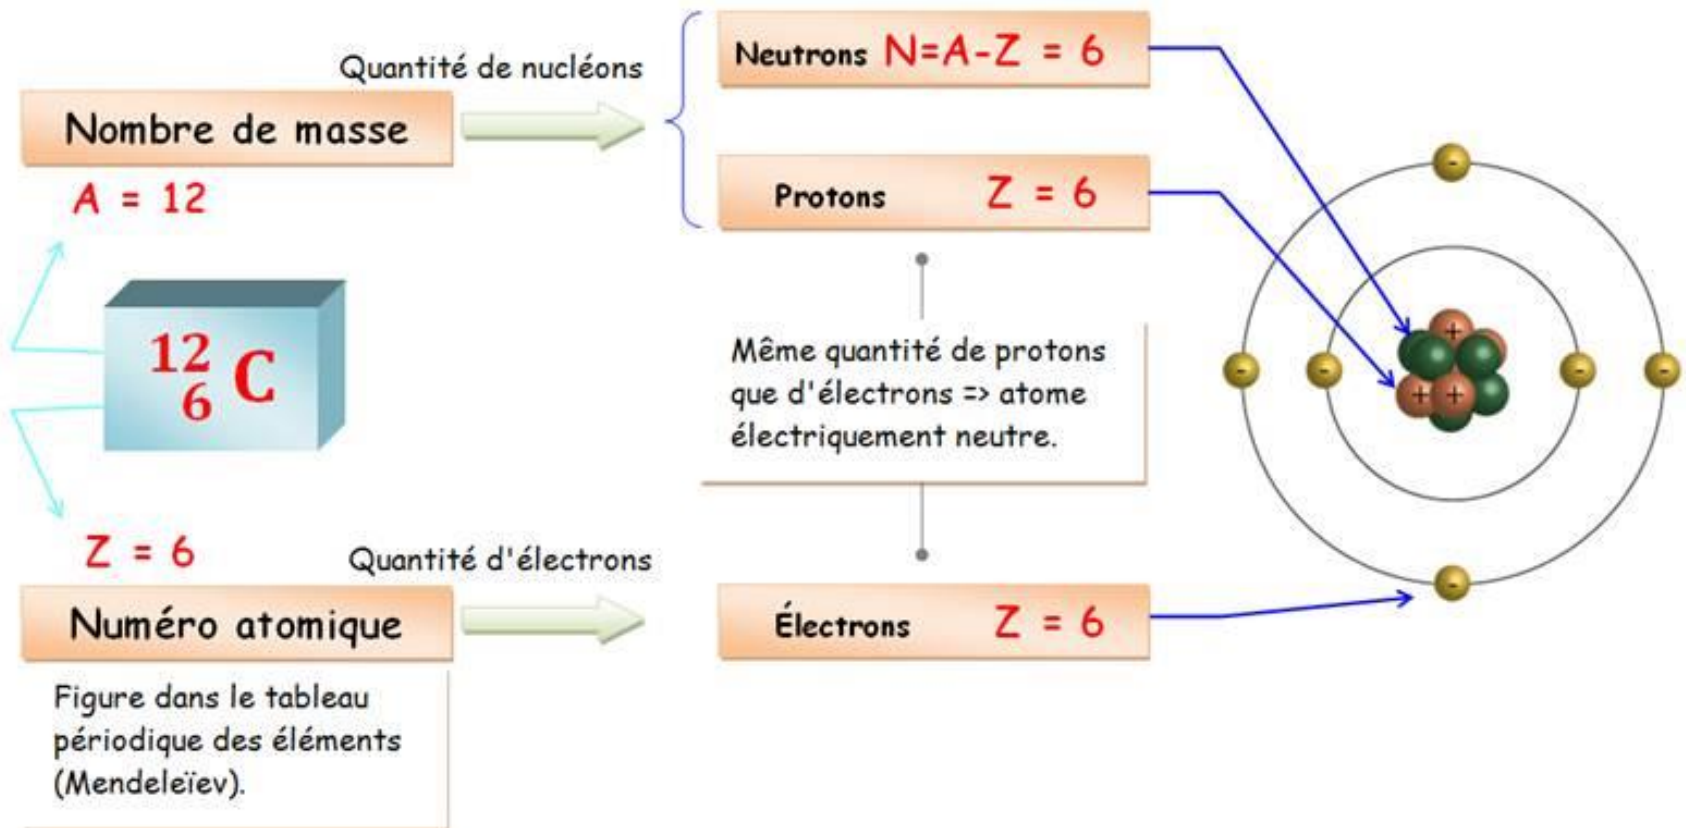 Quantité de nucléons
Nombre de masse
A = 12
Neutrons N=A-Z = 6
Protons Z = 6
12
6 C
Même quantité de protons
que d'électrons => atome
électriquement neutre.
Z = 6
Quantité d'électrons
Numéro atomique
Électrons Z = 6
Figure dans le tableau
périodique des éléments
(Mendeleïev).
+
+ +
-
- - - -
-